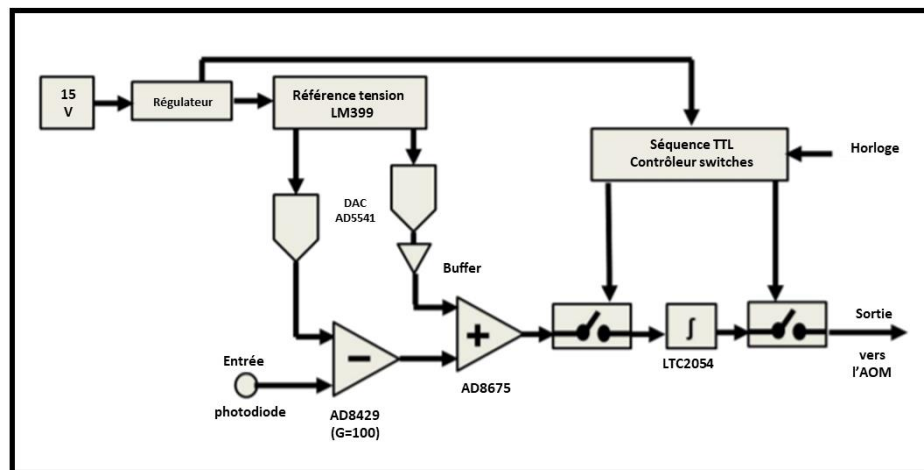 15
V
Régulateur
Référence tension
LM399
Séquence TTL
Contrôleur switches
Horloge
DAC
AD5541
Buffer
Entrée
photodiode
-
AD8429
(G=100)
+
AD8675
∫
LTC2054
Sortie
vers
l'AOM